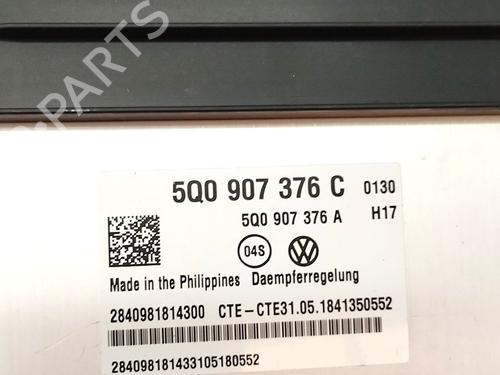 PARTS
5Q0 907 376 C 0130
5Q0 907 376 A H17
04S
Made in the Philippines Daempferregelung
2840981814300 CTE-CTE31.05.1841350552
284098181433105180552